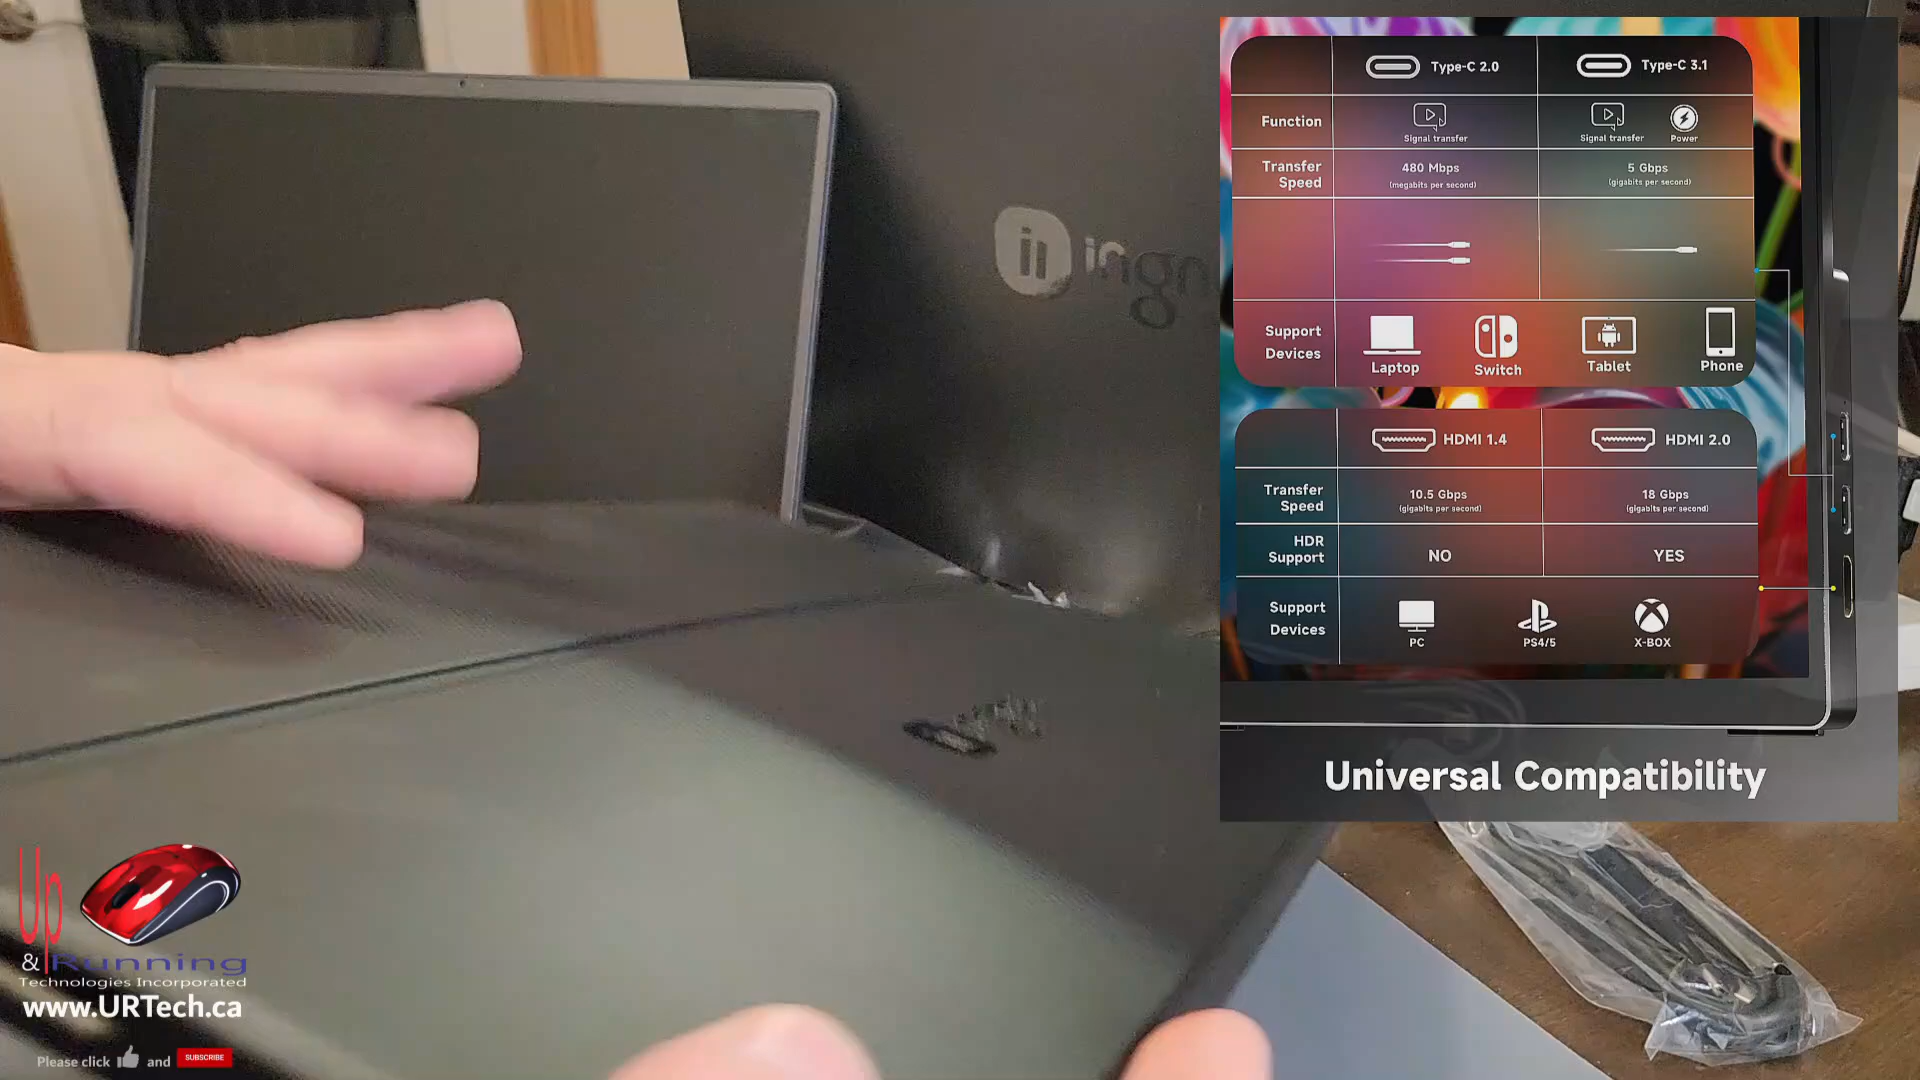 Type-C 2.0
Type-C 3.1
Function
Signal transfer
Signal transfer
Power
Transfer Speed
480 Mbps
(megabits per second)
5 Gbps
(gigabits per second)
Support Devices
Laptop
Switch
Tablet
Phone
HDMI 1.4
HDMI 2.0
Transfer Speed
10.5 Gbps
(gigabits per second)
18 Gbps
(gigabits per second)
HDR Support
NO
YES
Support Devices
PC
PS4/5
X-BOX
Universal Compatibility
Up
& Running
Technologies Incorporated
www.URTech.ca
Please click and SUBSCRIBE